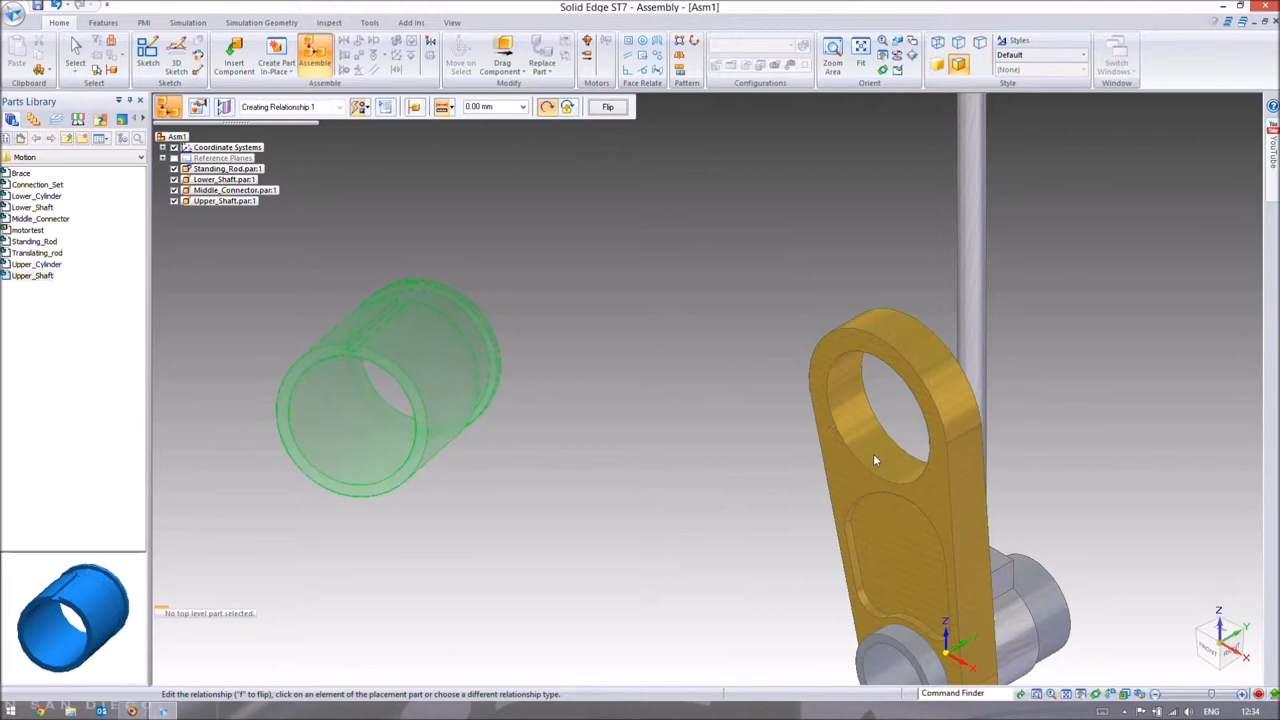 Solid Edge ST7 - Assembly - [Asm1]
Home Features PMI Simulation Simulation Geometry Inspect Tools Add Ins View
Paste
Clipboard
Select
Select
Sketch
3D Sketch
Sketch
Insert Component
Create Part In-Place
Assemble
Assemble
Move on Select
Drag Component
Replace Part
Modify
Motors
Face Relate
Pattern
Configurations
Zoom Area
Fit
Orient
Styles
Default
(None)
Style
Switch Windows
Window
Parts Library
Creating Relationship 1
0.00 mm
Flip
Motion
Brace
Connection_Set
Lower_Cylinder
Lower_Shaft
Middle_Connector
motortest
Standing_Rod
Translating_rod
Upper_Cylinder
Upper_Shaft
Asm1
Coordinate Systems
Reference Planes
Standing_Rod.par:1
Lower_Shaft.par:1
Middle_Connector.par:1
Upper_Shaft.par:1
YouTube
No top level part selected.
Z
Y
X
Z
Y
X
FRONT
RIGHT
Edit the relationship ("f" to flip), click on an element of the placement part or choose a different relationship type.
Command Finder
N SAN DIEGO
ENG
12:34